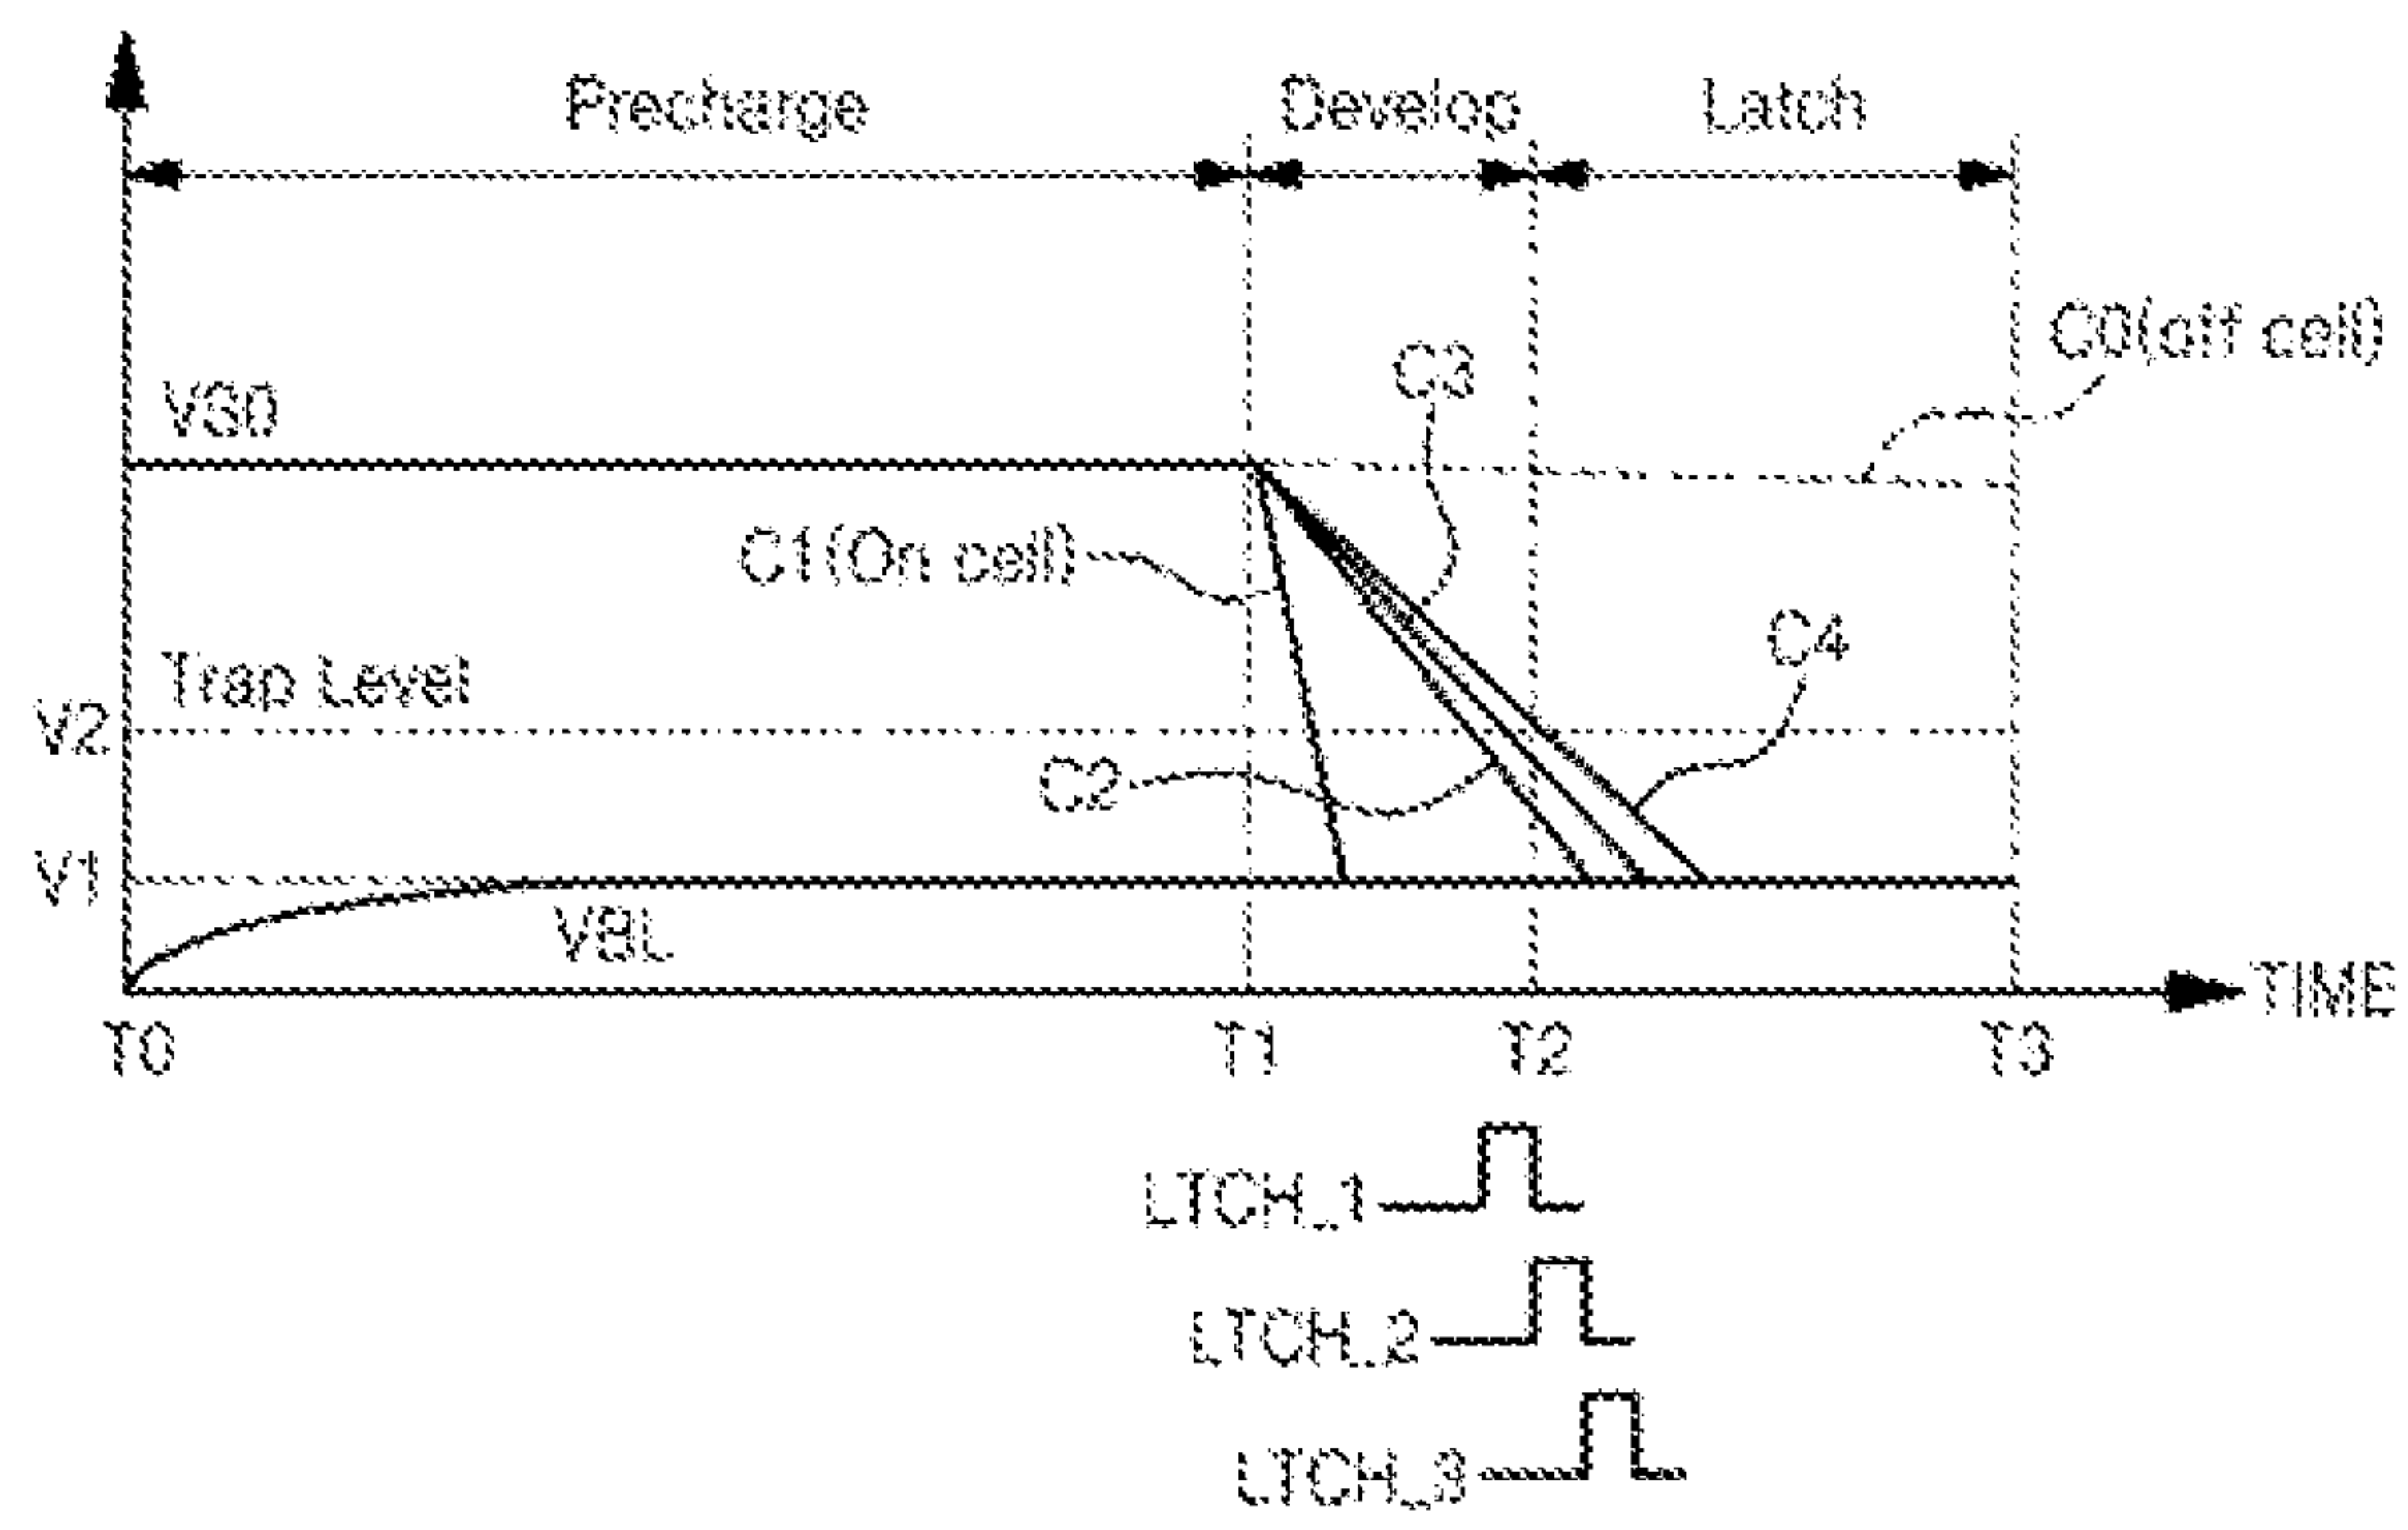 Precharge Develop Latch
C0(off cell)
C3
VS0
C1(On cell)
C4
Trap Level
V2
C2
V1
VBL
TIME
T0 T1 T2 T3
LTCH_1
LTCH_2
LTCH_3